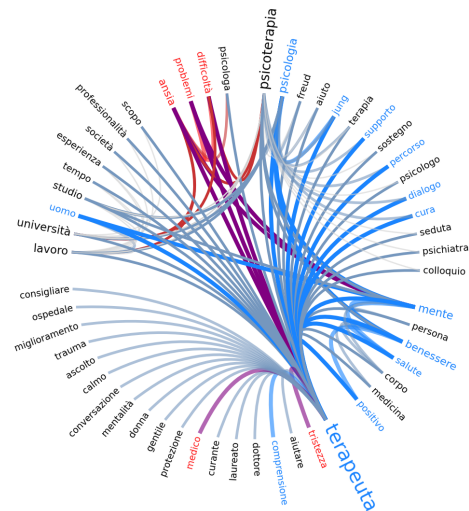 psicoterapia
psicologia
freud
aiuto
jung
terapia
supporto
sostegno
percorso
psicologo
dialogo
cura
seduta
psichiatra
colloquio
mente
persona
benessere
salute
corpo
medicina
positivo
terapeuta
tristezza
aiutare
comprensione
dottore
laureato
curante
medico
protezione
gentile
donna
mentalità
conversazione
calmo
ascolto
trauma
miglioramento
ospedale
consigliare
lavoro
università
uomo
studio
tempo
esperienza
società
professionalità
scopo
ansia
problemi
difficoltà
psicologa